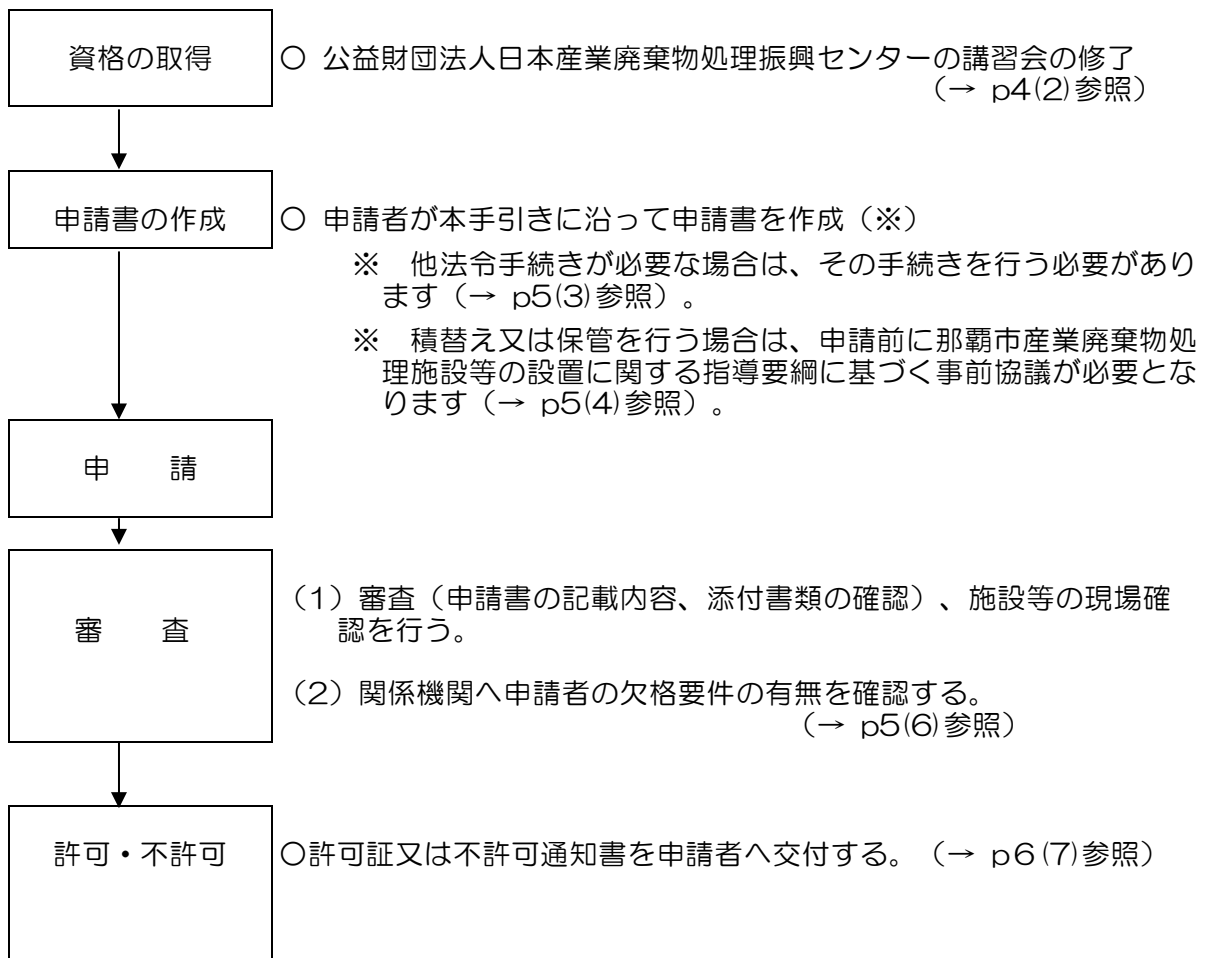 資格の取得
〇 公益財団法人日本産業廃棄物処理振興センターの講習会の修了
（→ p4(2)参照）
申請書の作成
〇 申請者が本手引きに沿って申請書を作成（※）
※　他法令手続きが必要な場合は、その手続きを行う必要があり
ます（→ p5(3)参照）。
※　積替え又は保管を行う場合は、申請前に那覇市産業廃棄物処
理施設等の設置に関する指導要綱に基づく事前協議が必要とな
ります（→ p5(4)参照）。
申　　請
審　　査
（1）審査（申請書の記載内容、添付書類の確認）、施設等の現場確
認を行う。
（2）関係機関へ申請者の欠格要件の有無を確認する。
（→ p5(6)参照）
許可・不許可
〇許可証又は不許可通知書を申請者へ交付する。（→ p６(7)参照）